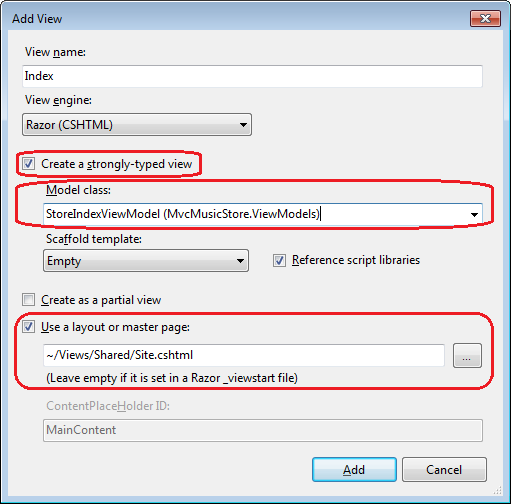 Add View
View name:
Index
View engine:
Razor (CSHTML)
Create a strongly-typed view
Model class:
StoreIndexViewModel (MvcMusicStore.ViewModels)
Scaffold template:
Empty
Reference script libraries
Create as a partial view
Use a layout or master page:
~/Views/Shared/Site.cshtml
...
(Leave empty if it is set in a Razor _viewstart file)
ContentPlaceHolder ID:
MainContent
Add
Cancel